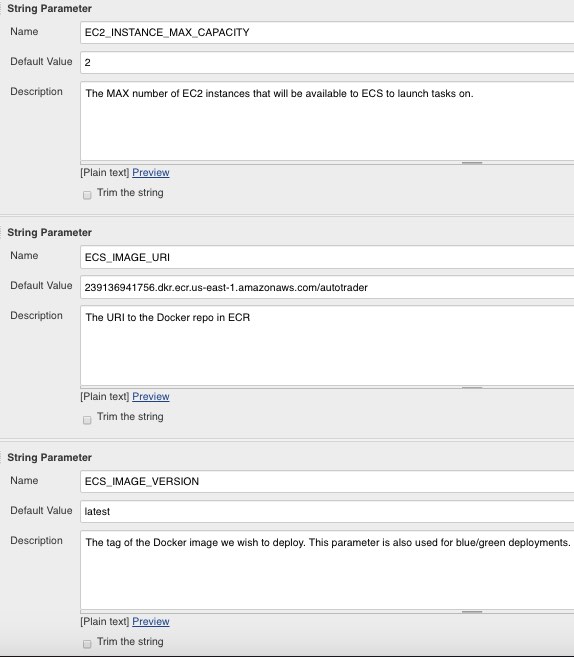 String Parameter
Name EC2_INSTANCE_MAX_CAPACITY
Default Value 2
Description The MAX number of EC2 instances that will be available to ECS to launch tasks on.
[Plain text] Preview
Trim the string
String Parameter
Name ECS_IMAGE_URI
Default Value 239136941756.dkr.ecr.us-east-1.amazonaws.com/autotrader
Description The URI to the Docker repo in ECR
[Plain text] Preview
Trim the string
String Parameter
Name ECS_IMAGE_VERSION
Default Value latest
Description The tag of the Docker image we wish to deploy. This parameter is also used for blue/green deployments.
[Plain text] Preview
Trim the string